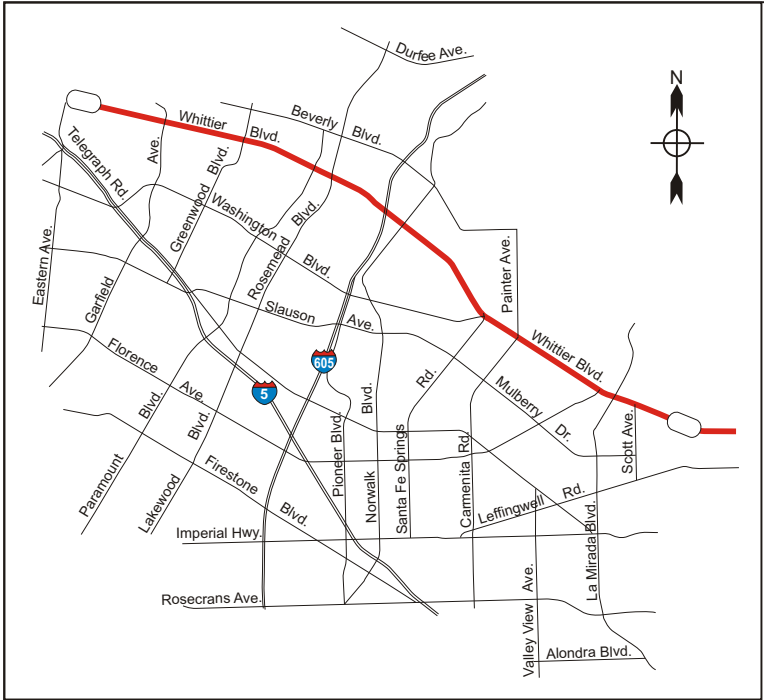 Durfee Ave.
N
Whittier Blvd.
Beverly Blvd.
Telegraph Rd.
Ave.
Greenwood Blvd.
Washington Blvd.
Rosemead Blvd.
Painter Ave.
Eastern Ave.
Garfield
Slauson Ave.
Florence Ave.
605
5
Whittier Blvd.
Mulberry Dr.
Rd.
Santa Fe Springs
Scott Ave.
Paramount Blvd.
Lakewood Blvd.
Firestone Blvd.
Pioneer Blvd.
Norwalk Blvd.
Carmenita Rd.
Leffingwell Rd.
Imperial Hwy.
La Mirada Blvd.
Rosecrans Ave.
Valley View Ave.
Alondra Blvd.